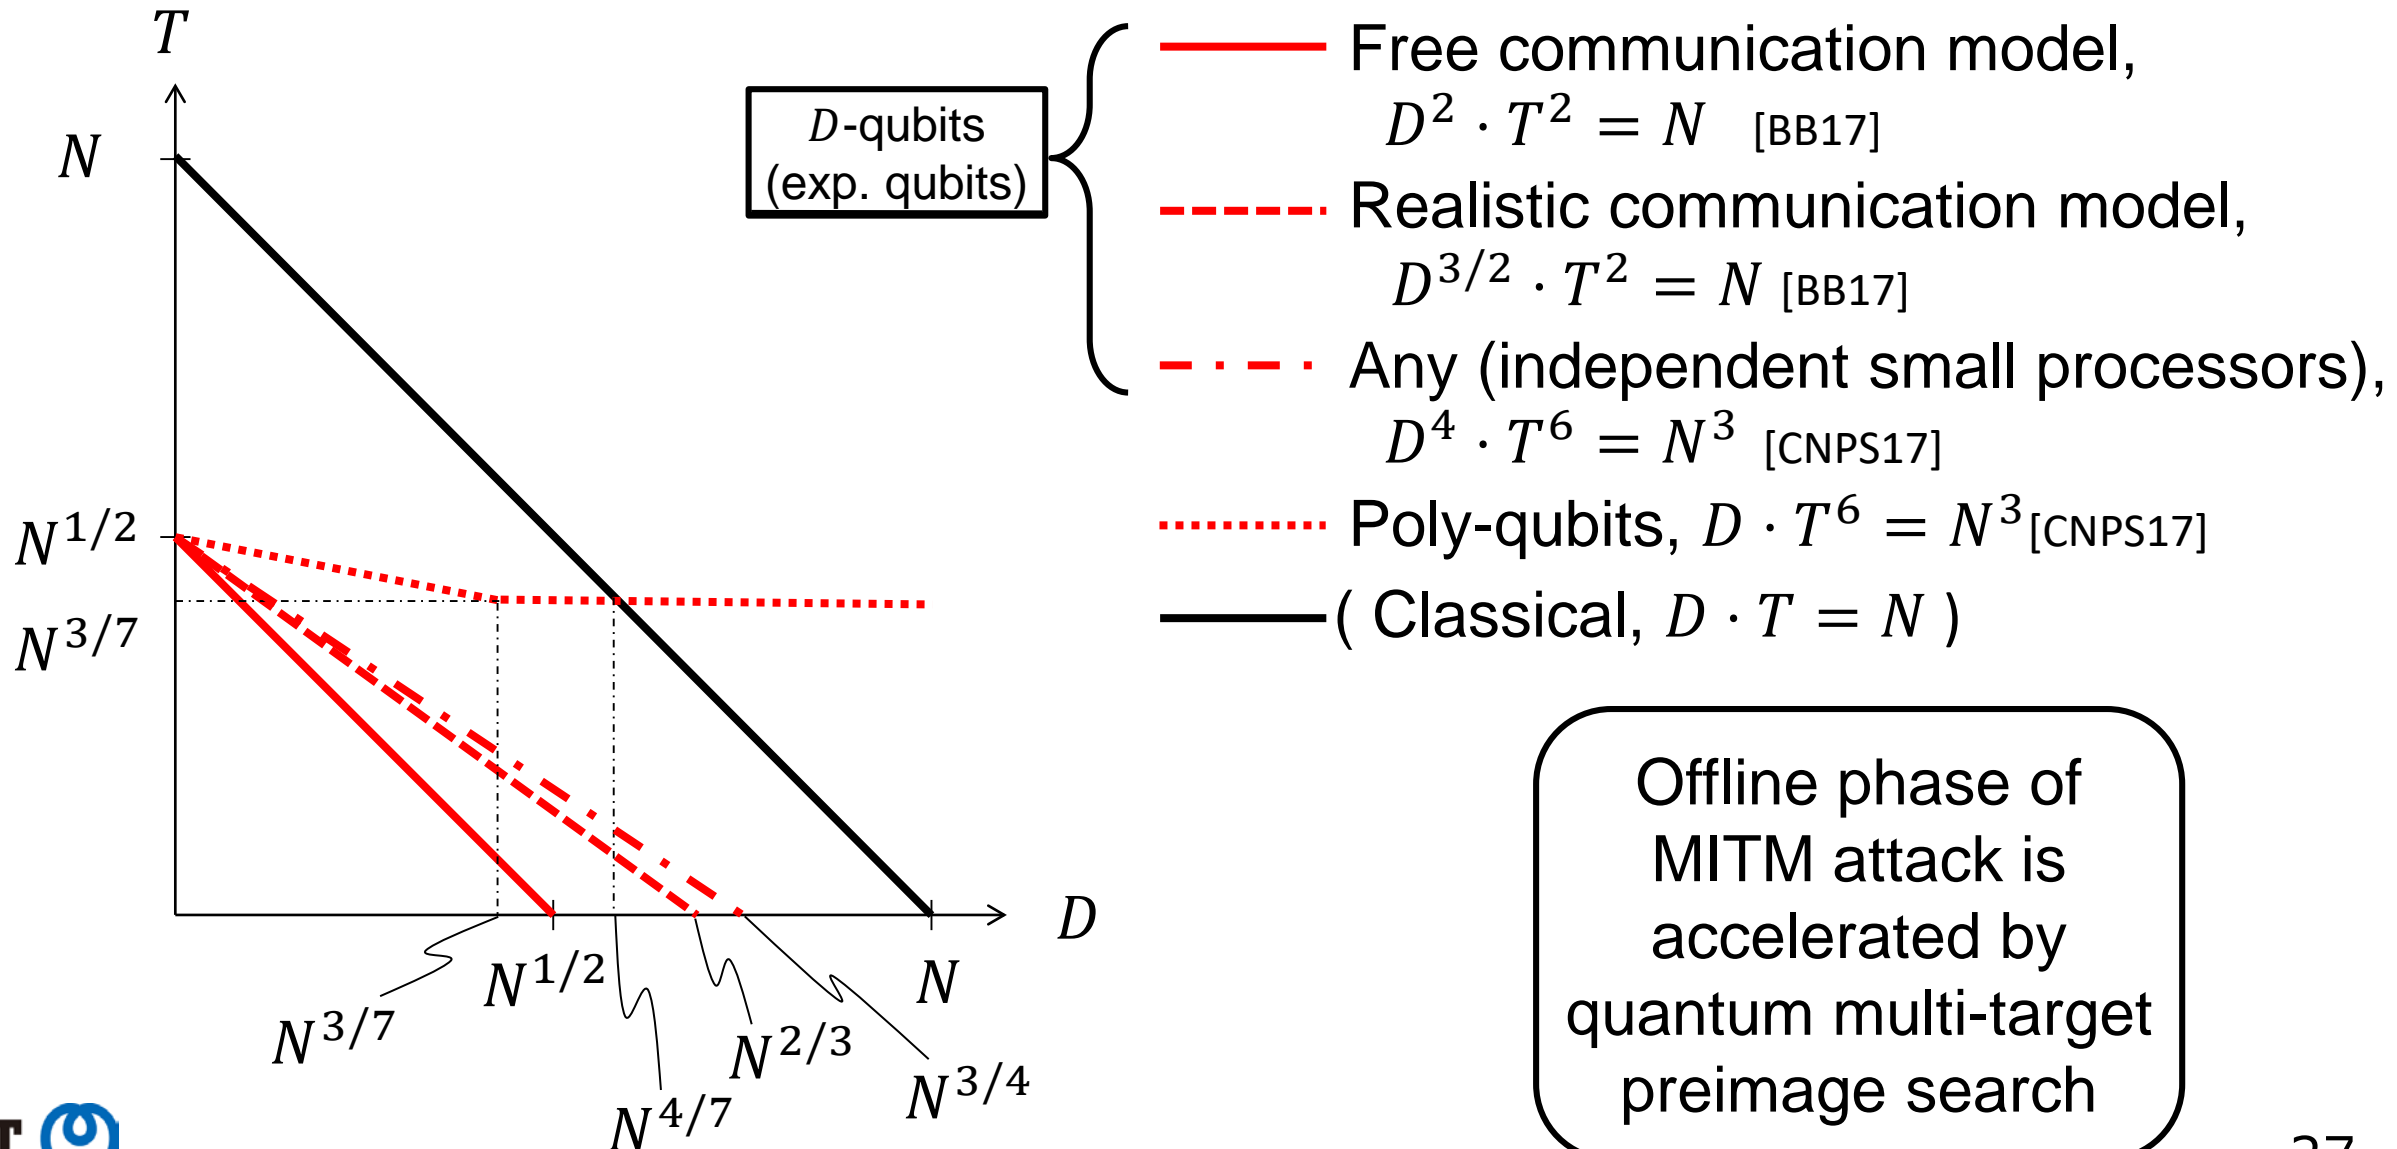 T
N
N^{1/2}
N^{3/7}
D
N^{3/7}
N^{1/2}
N^{4/7}
N^{2/3}
N^{3/4}
N
D-qubits
(exp. qubits)
Free communication model,
D^2 · T^2 = N [BB17]
Realistic communication model,
D^{3/2} · T^2 = N [BB17]
Any (independent small processors),
D^4 · T^6 = N^3 [CNPS17]
Poly-qubits, D · T^6 = N^3 [CNPS17]
( Classical, D · T = N )
Offline phase of
MITM attack is
accelerated by
quantum multi-target
preimage search